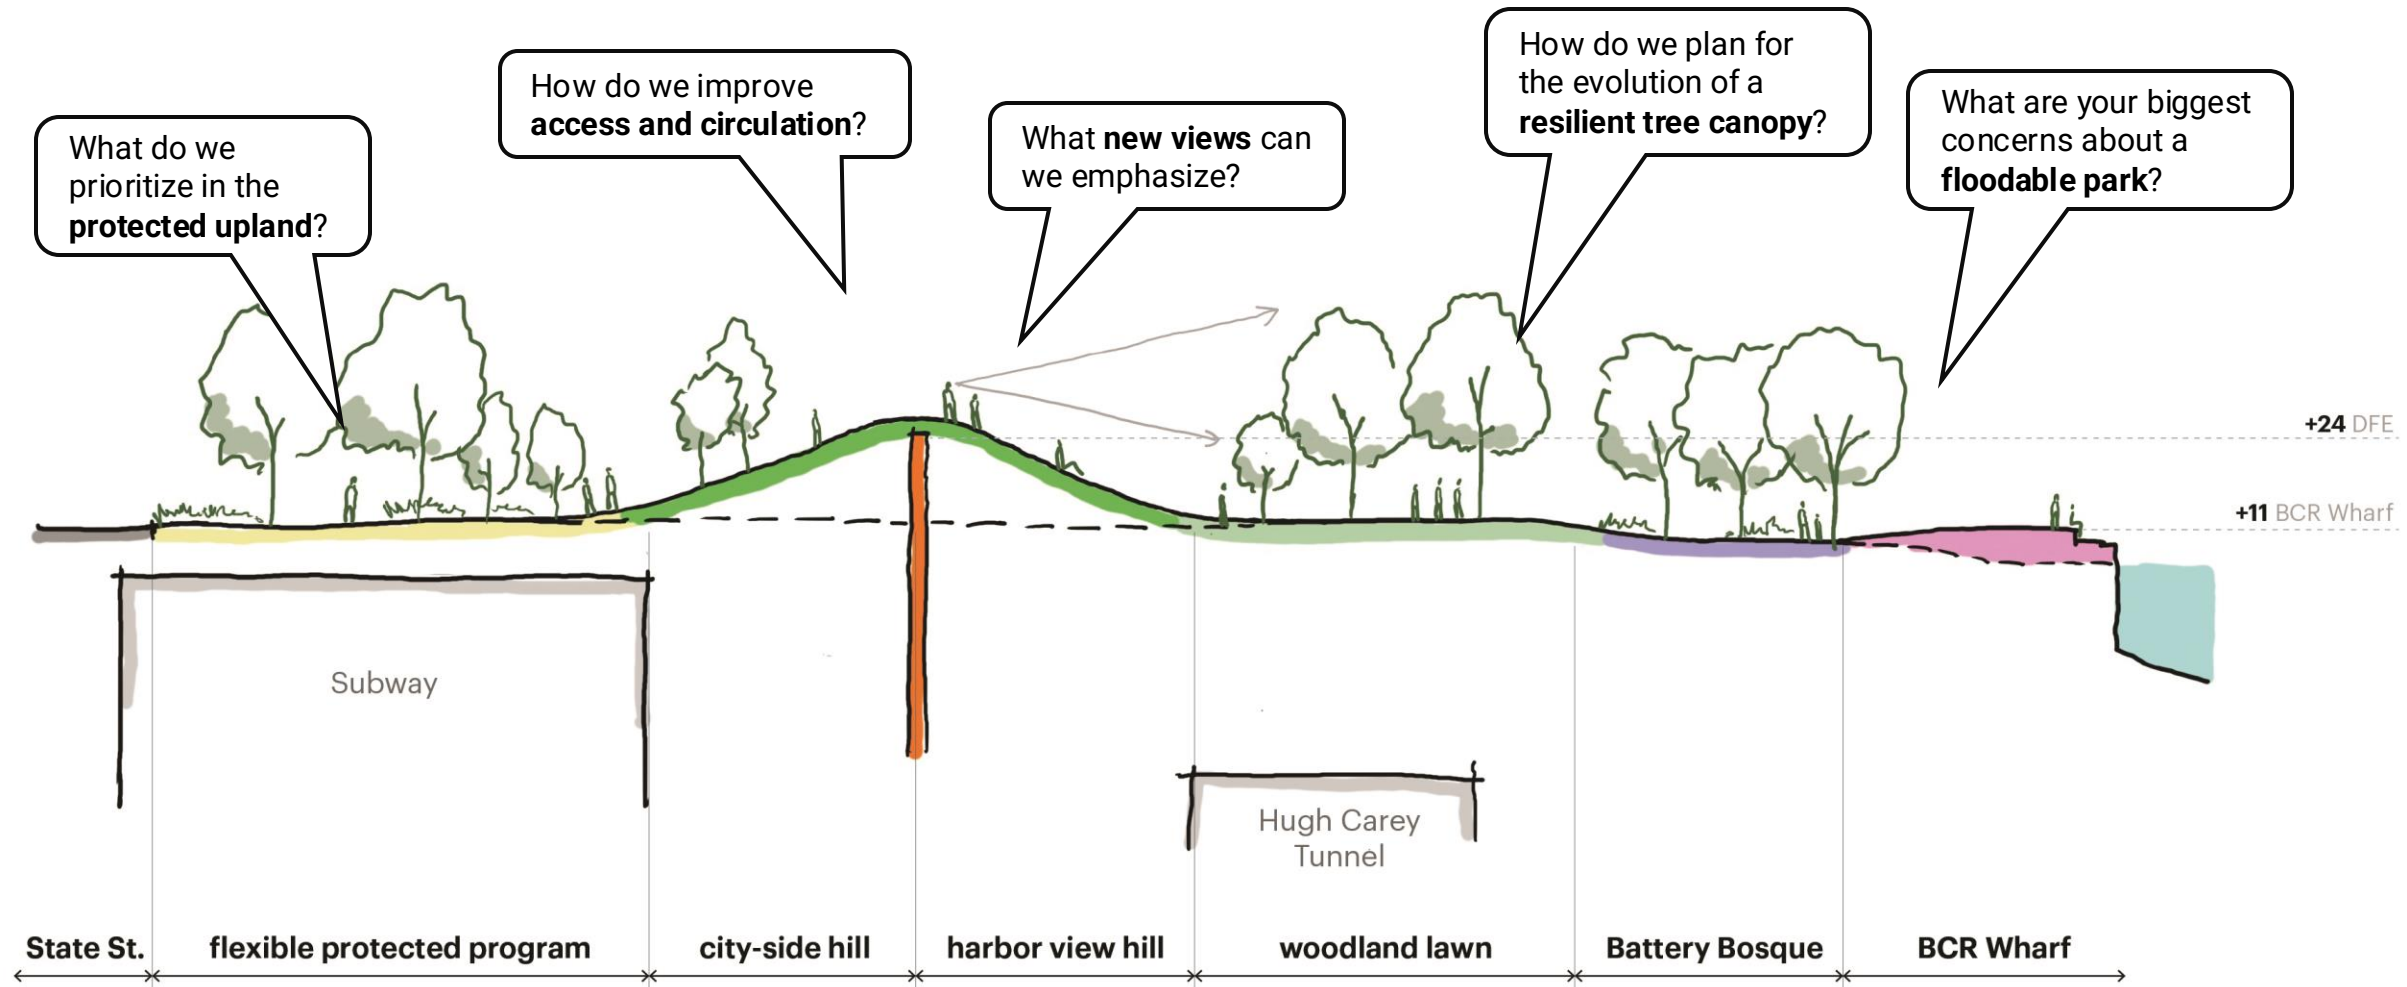 What do we
prioritize in the
protected upland?
How do we improve
access and circulation?
What new views can
we emphasize?
How do we plan for
the evolution of a
resilient tree canopy?
What are your biggest
concerns about a
floodable park?
+24 DFE
+11 BCR Wharf
Subway
Hugh Carey
Tunnel
State St.
flexible protected program
city-side hill
harbor view hill
woodland lawn
Battery Bosque
BCR Wharf